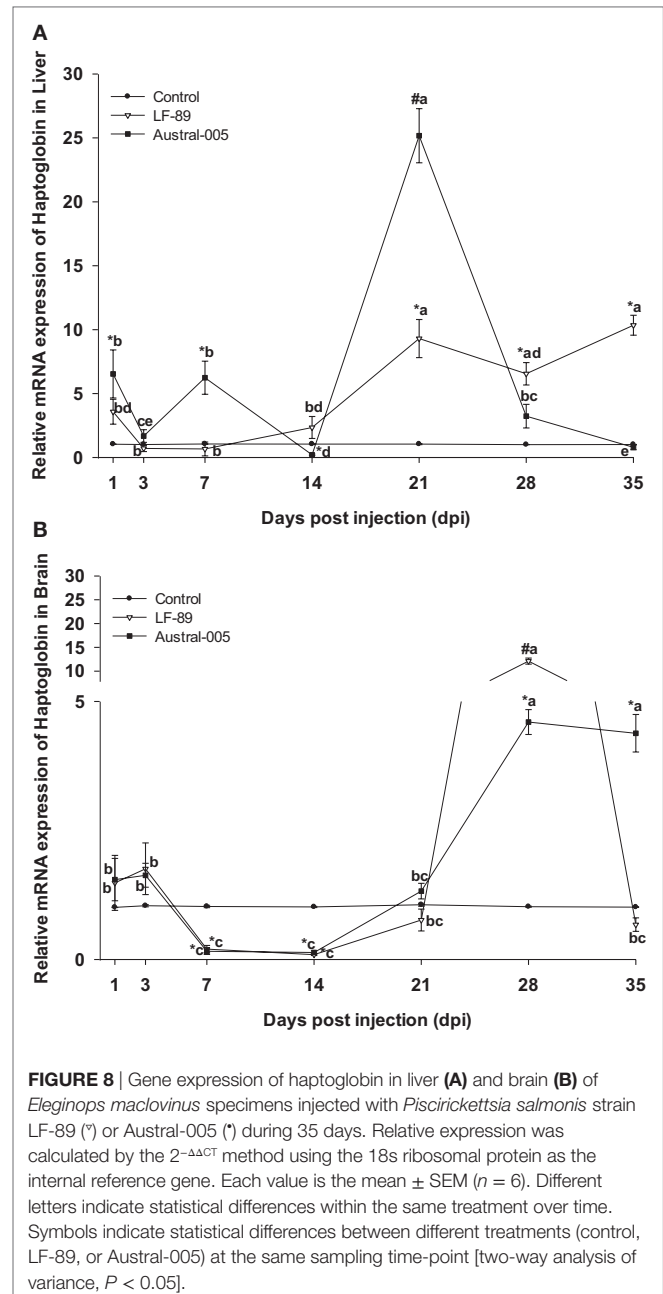 A
Relative mRNA expression of Haptoglobin in Liver
30
25
20
15
10
5
0
Control
LF-89
Austral-005
#a
*b
bd
ce
b
*b
b
bd
*d
*a
*ad
bc
*a
e
1 3 7 14 21 28 35
Days post injection (dpi)
B
Relative mRNA expression of Haptoglobin in Brain
30
25
20
15
10
5
0
Control
LF-89
Austral-005
#a
*a
*a
b
b
b
b
*c
*c
*c
*c
bc
bc
bc
1 3 7 14 21 28 35
Days post injection (dpi)
FIGURE 8 | Gene expression of haptoglobin in liver (A) and brain (B) of
Eleginops maclovinus specimens injected with Piscirickettsia salmonis strain
LF-89 (▿) or Austral-005 (▪) during 35 days. Relative expression was
calculated by the 2−ΔΔCT method using the 18s ribosomal protein as the
internal reference gene. Each value is the mean ± SEM (n = 6). Different
letters indicate statistical differences within the same treatment over time.
Symbols indicate statistical differences between different treatments (control,
LF-89, or Austral-005) at the same sampling time-point [two-way analysis of
variance, P < 0.05].